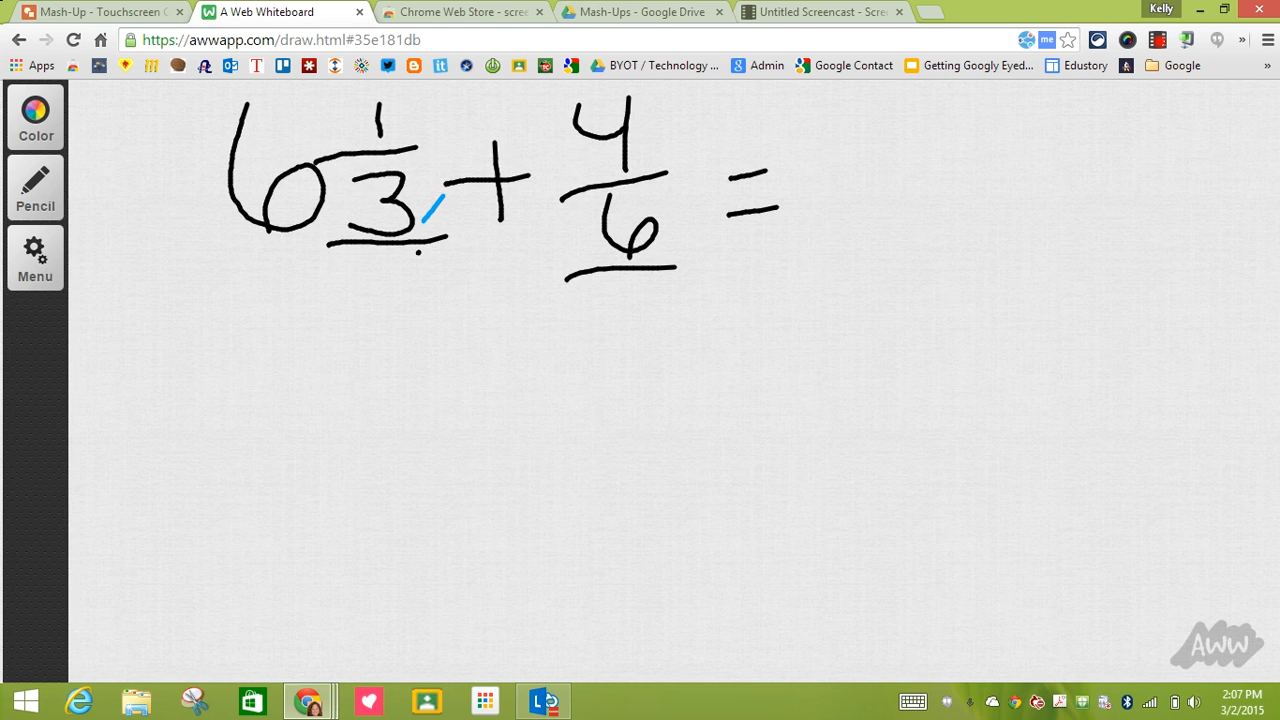 Mash-Up - Touchscreen C
A Web Whiteboard
Chrome Web Store - scree
Mash-Ups - Google Drive
Untitled Screencast - Scre
Kelly
https://awwapp.com/draw.html#35e181db
me
Apps
BYOT / Technology ...
Admin
Google Contact
Getting Googly Eyed...
Edustory
Google
Color
Pencil
Menu
6 1/3 + 4/6 =
AWW
2:07 PM
3/2/2015